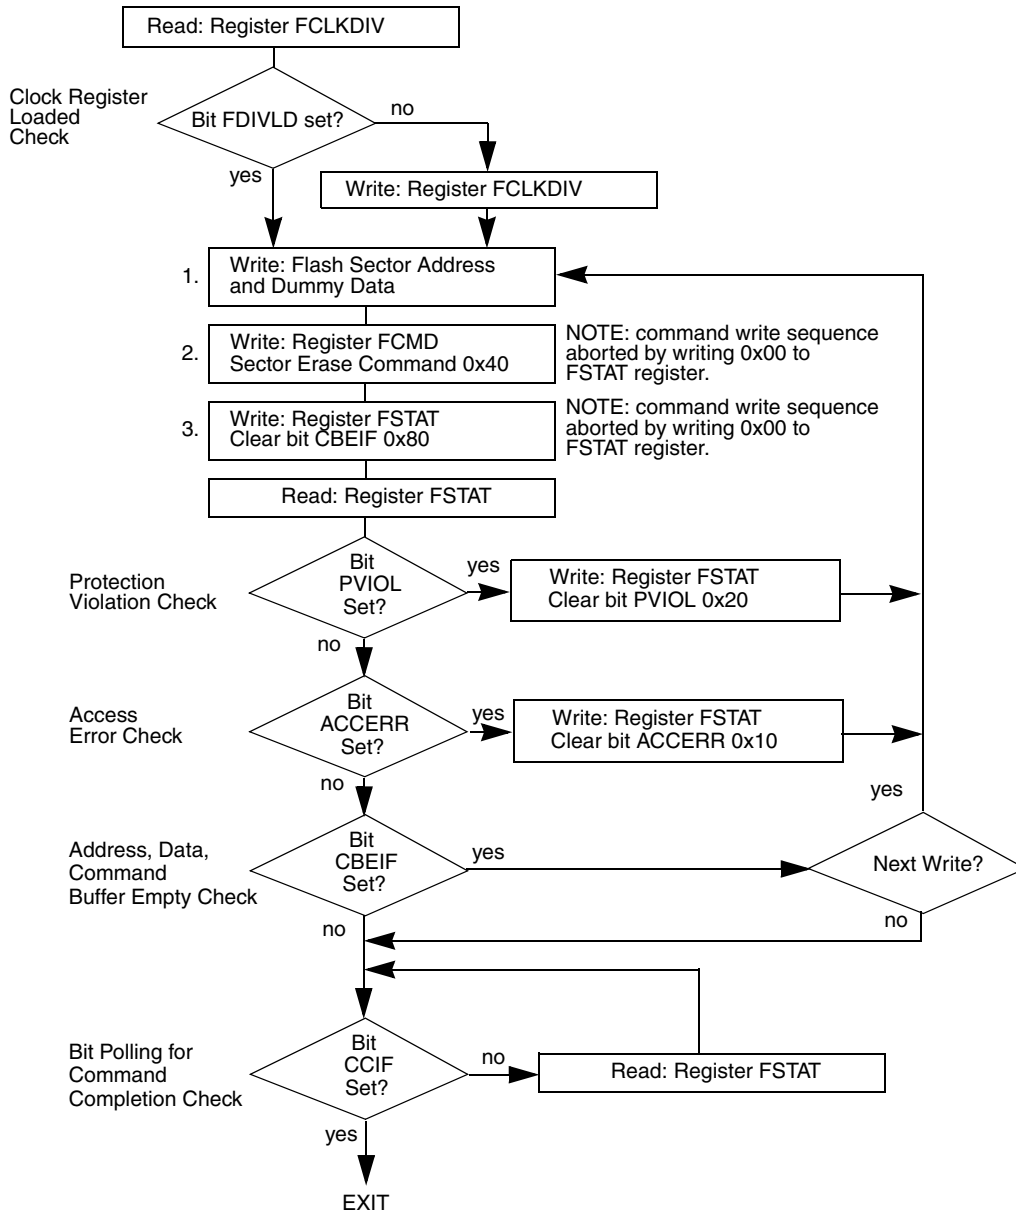 Read: Register FCLKDIV
Clock Register
Loaded
Check
Bit FDIVLD set?
no
yes
Write: Register FCLKDIV
1.
Write: Flash Sector Address
and Dummy Data
2.
Write: Register FCMD
Sector Erase Command 0x40
NOTE: command write sequence
aborted by writing 0x00 to
FSTAT register.
3.
Write: Register FSTAT
Clear bit CBEIF 0x80
NOTE: command write sequence
aborted by writing 0x00 to
FSTAT register.
Read: Register FSTAT
Protection
Violation Check
Bit
PVIOL
Set?
yes
Write: Register FSTAT
Clear bit PVIOL 0x20
no
Access
Error Check
Bit
ACCERR
Set?
yes
Write: Register FSTAT
Clear bit ACCERR 0x10
no
yes
Address, Data,
Command
Buffer Empty Check
Bit
CBEIF
Set?
yes
Next Write?
no
no
Bit Polling for
Command
Completion Check
Bit
CCIF
Set?
no
Read: Register FSTAT
yes
EXIT